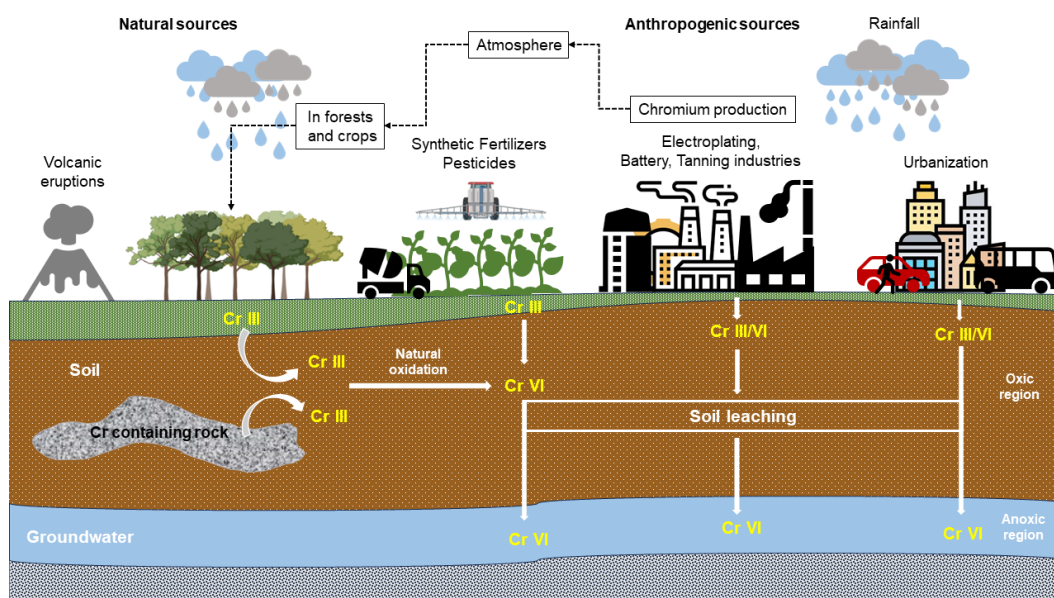 Natural sources
Anthropogenic sources
Rainfall
Atmosphere
Chromium production
In forests
and crops
Volcanic
eruptions
Synthetic Fertilizers
Pesticides
Electroplating,
Battery, Tanning industries
Urbanization
Cr III
Cr III
Cr III/VI
Cr III/VI
Soil
Cr III
Natural
oxidation
Cr VI
Oxic
region
Cr III
Cr containing rock
Soil leaching
Groundwater
Cr VI
Cr VI
Cr VI
Anoxic
region